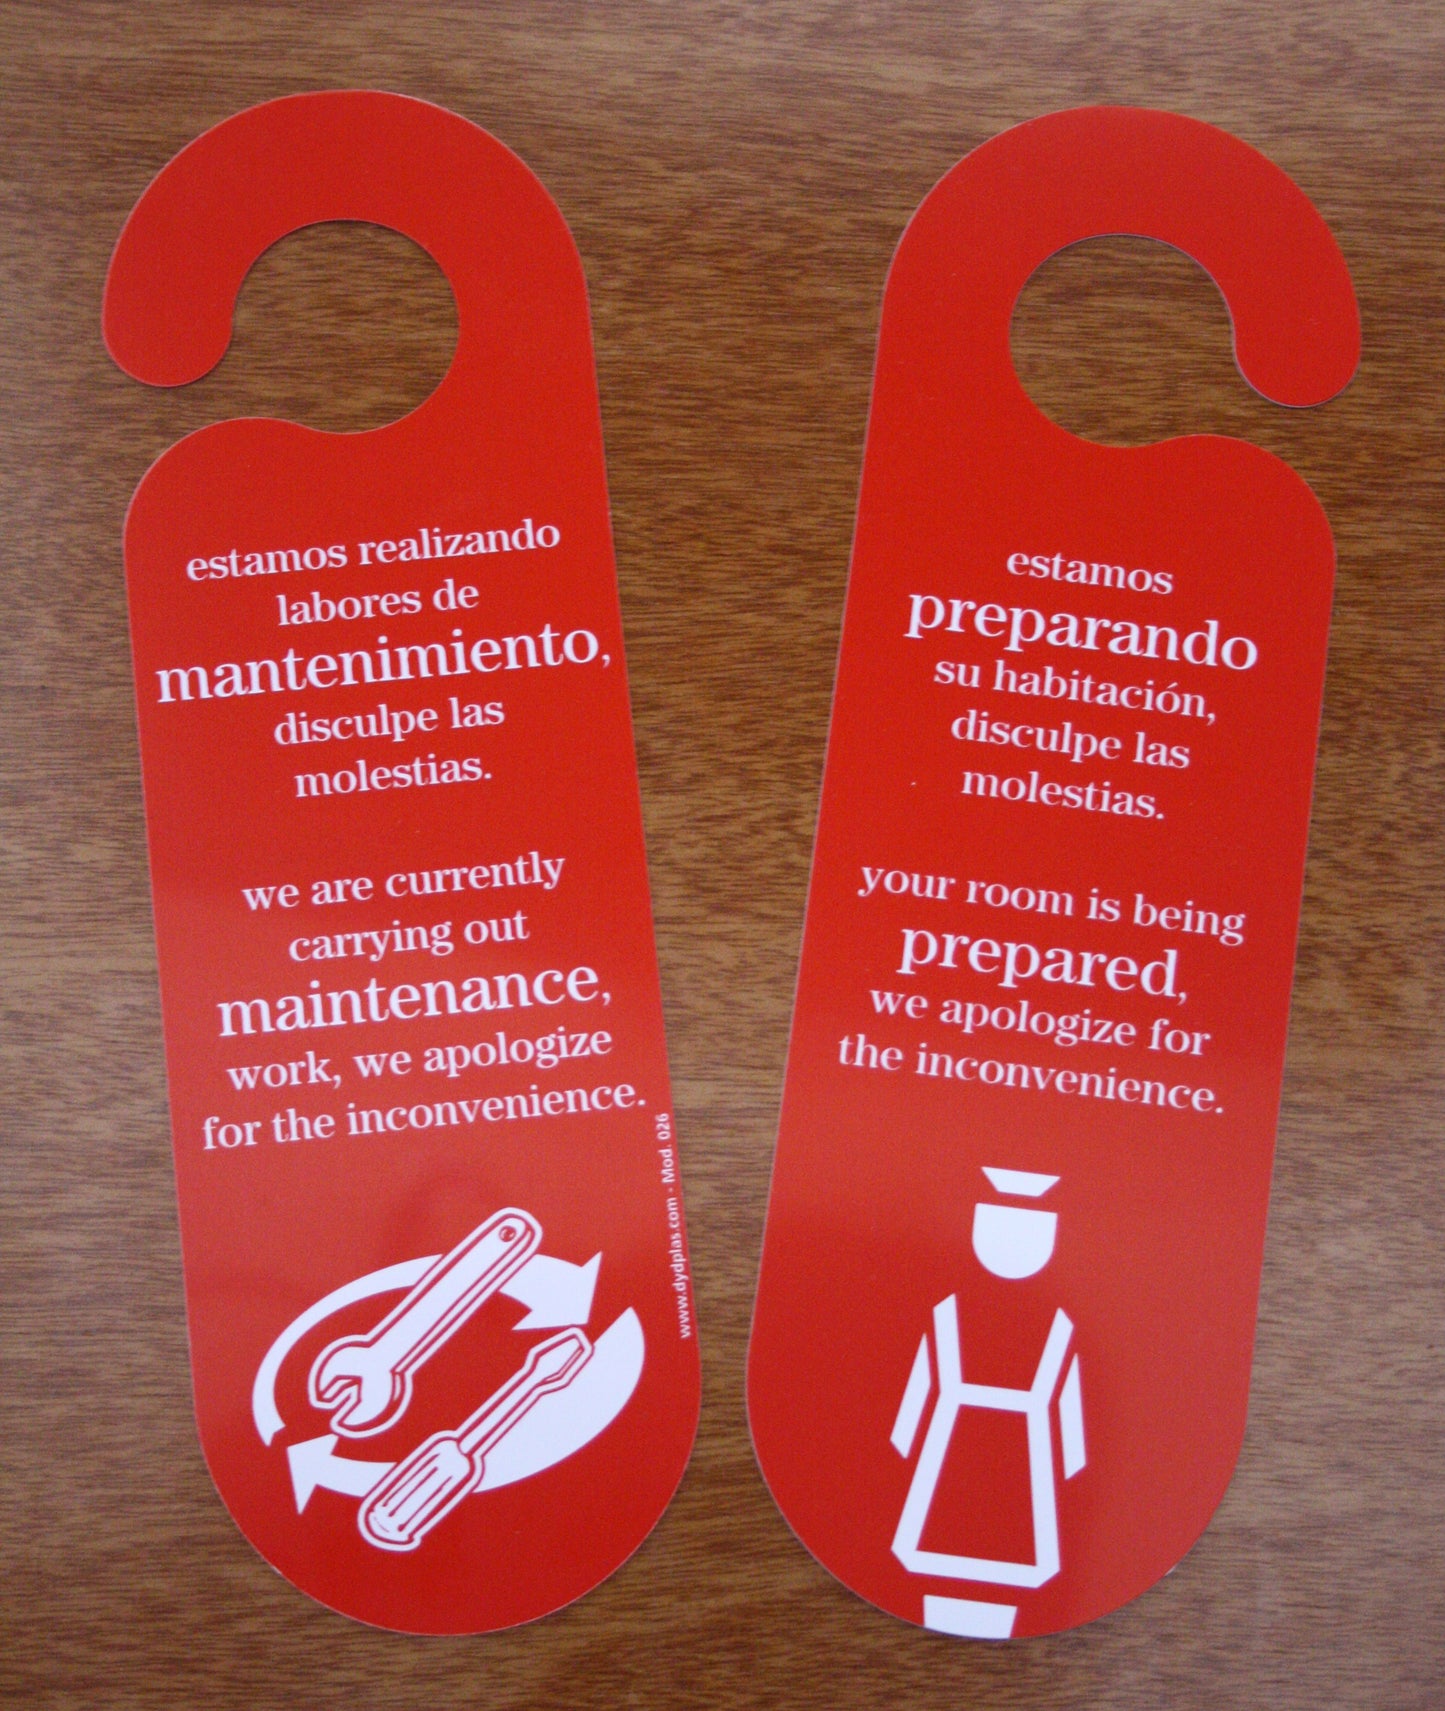 estamos realizando
labores de
mantenimiento,
disculpe las
molestias.
we are currently
carrying out
maintenance,
work, we apologize
for the inconvenience.
www.dydplas.com - Mod. 026
estamos
preparando
su habitación,
disculpe las
molestias.
your room is being
prepared,
we apologize for
the inconvenience.